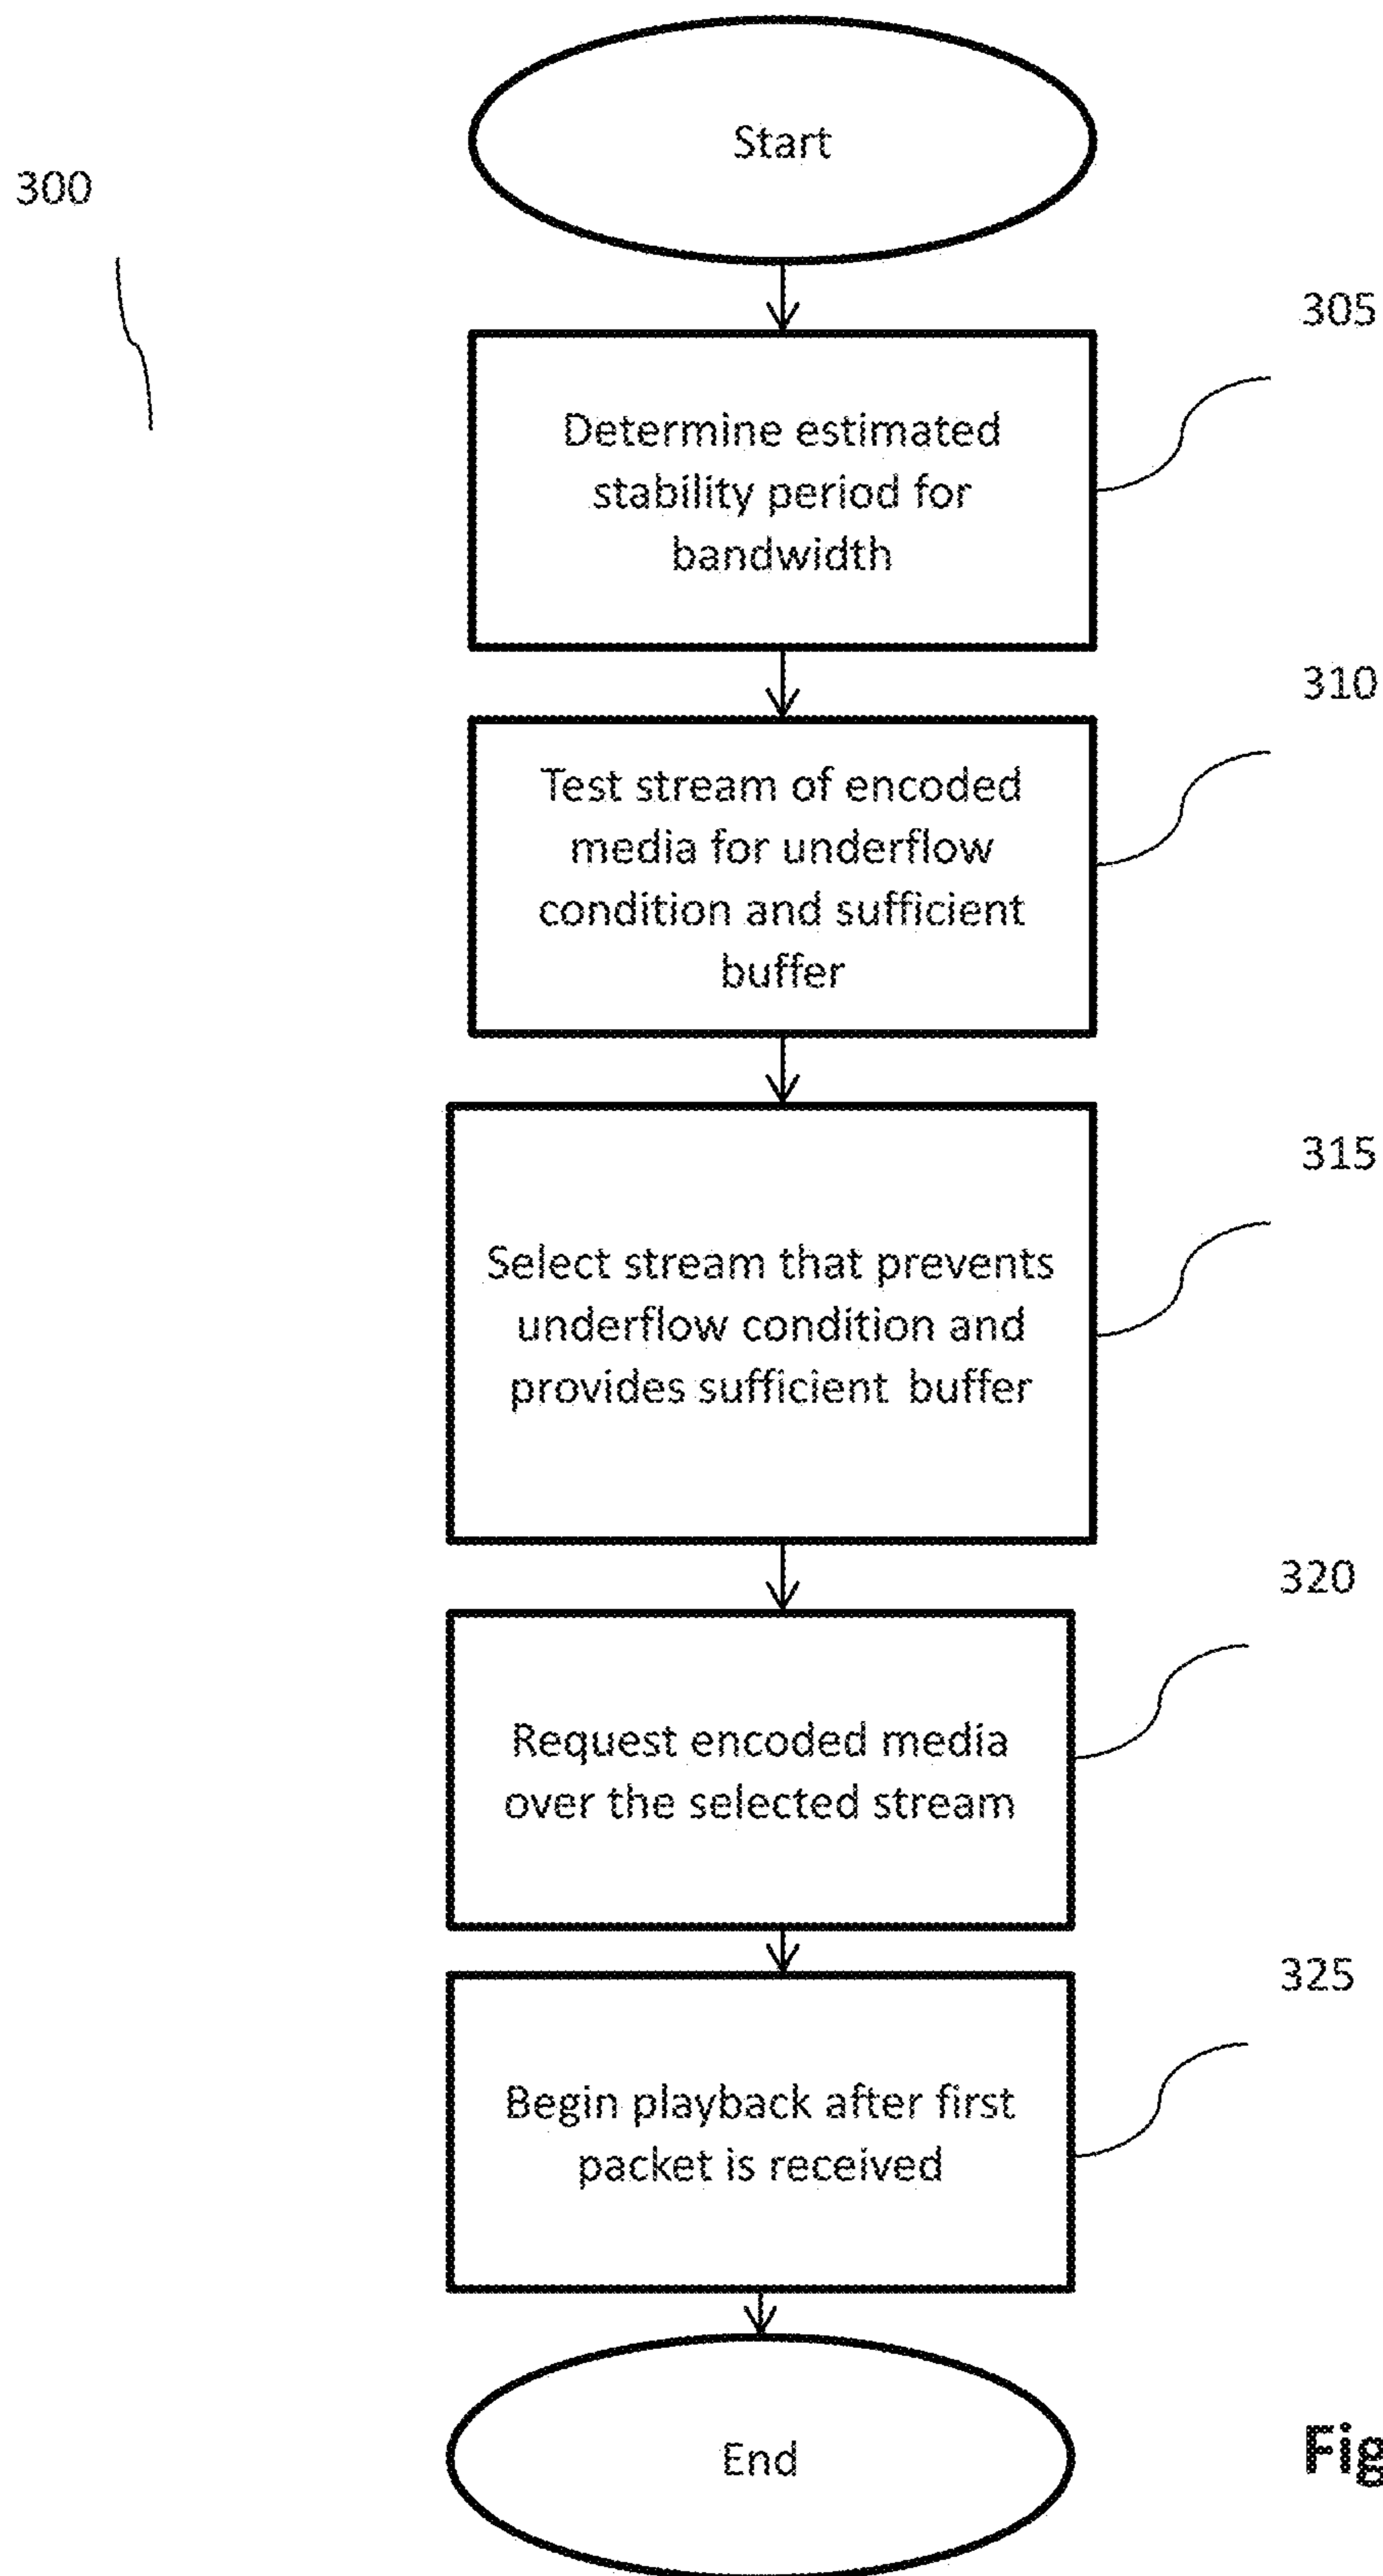 Start
300
305
Determine estimated
stability period for
bandwidth
310
Test stream of encoded
media for underflow
condition and sufficient
buffer
315
Select stream that prevents
underflow condition and
provides sufficient buffer
320
Request encoded media
over the selected stream
325
Begin playback after first
packet is received
End
Fig